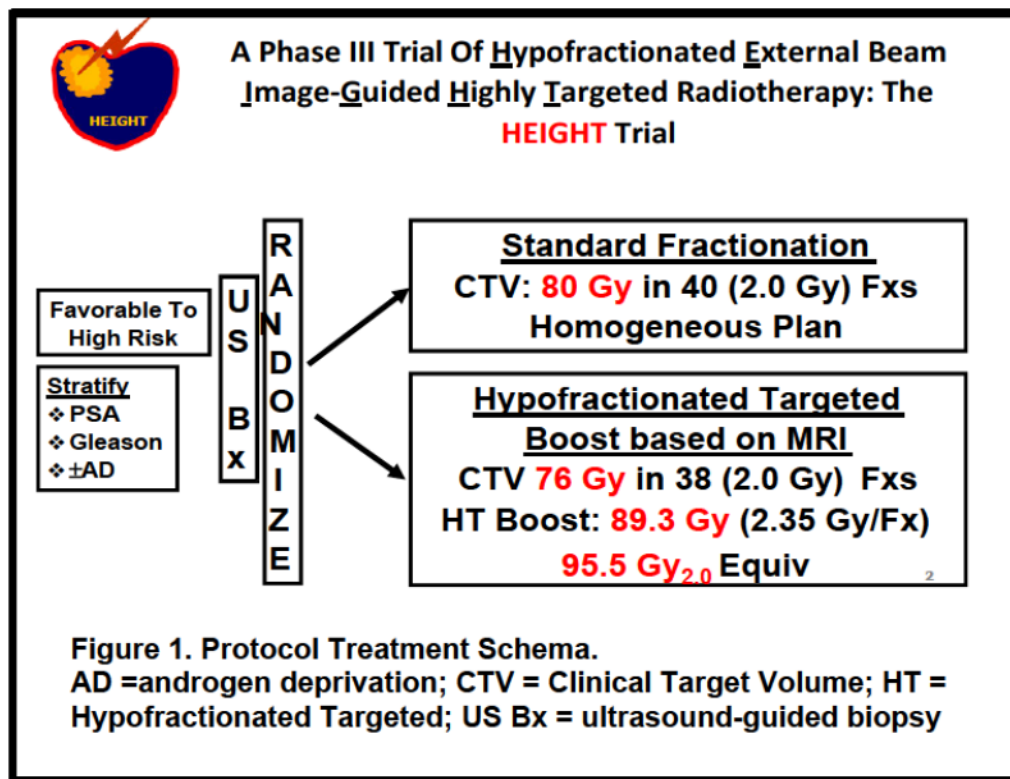 A Phase III Trial Of Hypofractionated External Beam
Image-Guided Highly Targeted Radiotherapy: The
HEIGHT Trial
HEIGHT
Favorable To
High Risk
Stratify
❖ PSA
❖ Gleason
❖ ±AD
US Bx
RANDOMIZE
Standard Fractionation
CTV: 80 Gy in 40 (2.0 Gy) Fxs
Homogeneous Plan
Hypofractionated Targeted
Boost based on MRI
CTV 76 Gy in 38 (2.0 Gy) Fxs
HT Boost: 89.3 Gy (2.35 Gy/Fx)
95.5 Gy2.0 Equiv
2
Figure 1. Protocol Treatment Schema.
AD =androgen deprivation; CTV = Clinical Target Volume; HT =
Hypofractionated Targeted; US Bx = ultrasound-guided biopsy